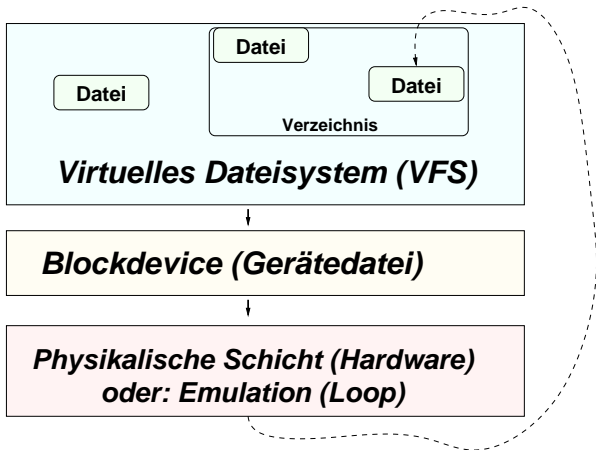 Datei
Datei
Datei
Verzeichnis
Virtuelles Dateisystem (VFS)
Blockdevice (Gerätedatei)
Physikalische Schicht (Hardware)
oder: Emulation (Loop)